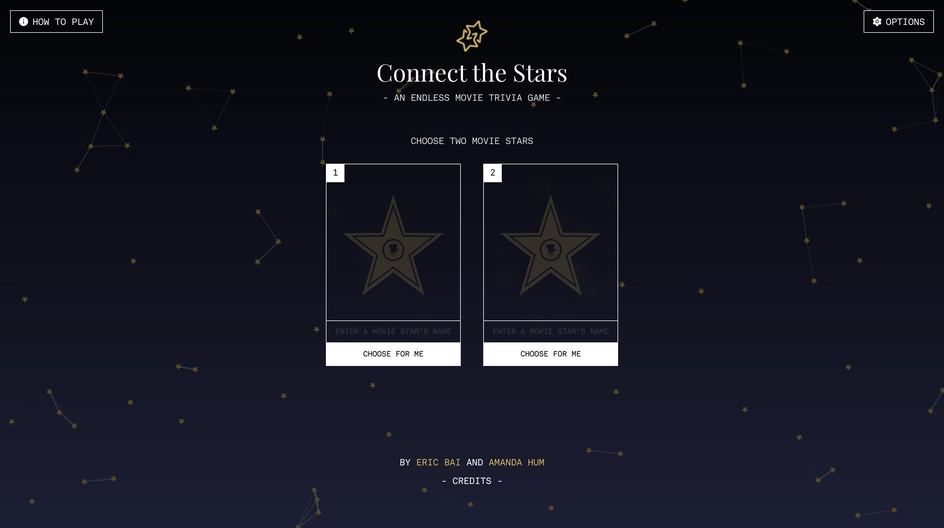 HOW TO PLAY
OPTIONS
Connect the Stars
- AN ENDLESS MOVIE TRIVIA GAME -
CHOOSE TWO MOVIE STARS
1
2
ENTER A MOVIE STAR'S NAME
ENTER A MOVIE STAR'S NAME
CHOOSE FOR ME
CHOOSE FOR ME
BY ERIC BAI AND AMANDA HUM
- CREDITS -